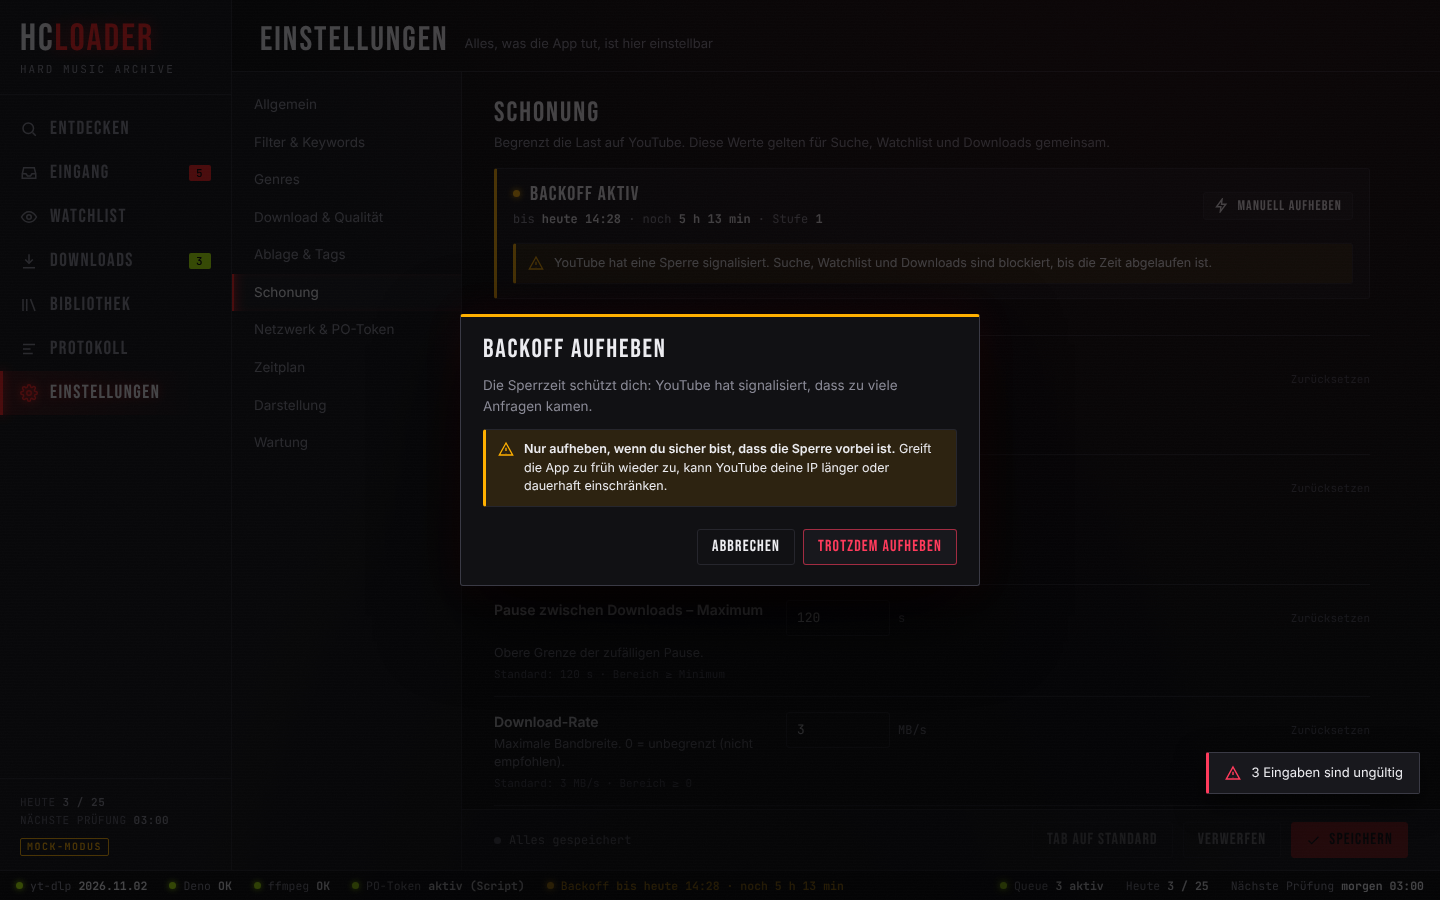 HCLOADER
HARD MUSIC ARCHIVE
ENTDECKEN
EINGANG 5
WATCHLIST
DOWNLOADS 3
BIBLIOTHEK
PROTOKOLL
EINSTELLUNGEN
HEUTE 3 / 25
NÄCHSTE PRÜFUNG 03:00
MOCK-MODUS
EINSTELLUNGEN Alles, was die App tut, ist hier einstellbar
Allgemein
Filter & Keywords
Genres
Download & Qualität
Ablage & Tags
Schonung
Netzwerk & PO-Token
Zeitplan
Darstellung
Wartung
SCHONUNG
Begrenzt die Last auf YouTube. Diese Werte gelten für Suche, Watchlist und Downloads gemeinsam.
BACKOFF AKTIV
bis heute 14:28 · noch 5 h 13 min · Stufe 1
MANUELL AUFHEBEN
YouTube hat eine Sperre signalisiert. Suche, Watchlist und Downloads sind blockiert, bis die Zeit abgelaufen ist.
Zurücksetzen
Zurücksetzen
BACKOFF AUFHEBEN
Die Sperrzeit schützt dich: YouTube hat signalisiert, dass zu viele
Anfragen kamen.
Nur aufheben, wenn du sicher bist, dass die Sperre vorbei ist. Greift
die App zu früh wieder zu, kann YouTube deine IP länger oder
dauerhaft einschränken.
ABBRECHEN
TROTZDEM AUFHEBEN
Pause zwischen Downloads – Maximum 120 s Zurücksetzen
Obere Grenze der zufälligen Pause.
Standard: 120 s · Bereich ≥ Minimum
Download-Rate 3 MB/s Zurücksetzen
Maximale Bandbreite. 0 = unbegrenzt (nicht
empfohlen).
Standard: 3 MB/s · Bereich ≥ 0
3 Eingaben sind ungültig
Alles gespeichert
TAB AUF STANDARD
VERWERFEN
SPEICHERN
yt-dlp 2026.11.02 Deno OK ffmpeg OK PO-Token aktiv (Script) Backoff bis heute 14:28 · noch 5 h 13 min Queue 3 aktiv Heute 3 / 25 Nächste Prüfung morgen 03:00